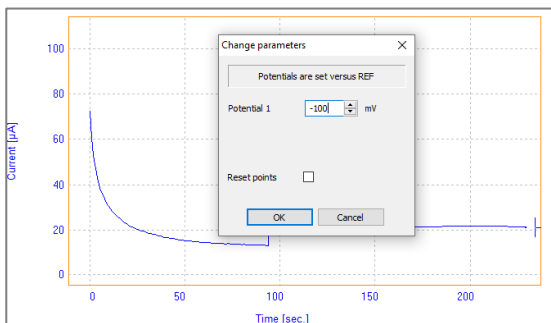 Change parameters
Potentials are set versus REF
Potential 1 -100 mV
Reset points
OK Cancel
Current [µA]
100
80
60
40
20
0
0 50 100 150 200
Time [sec.]